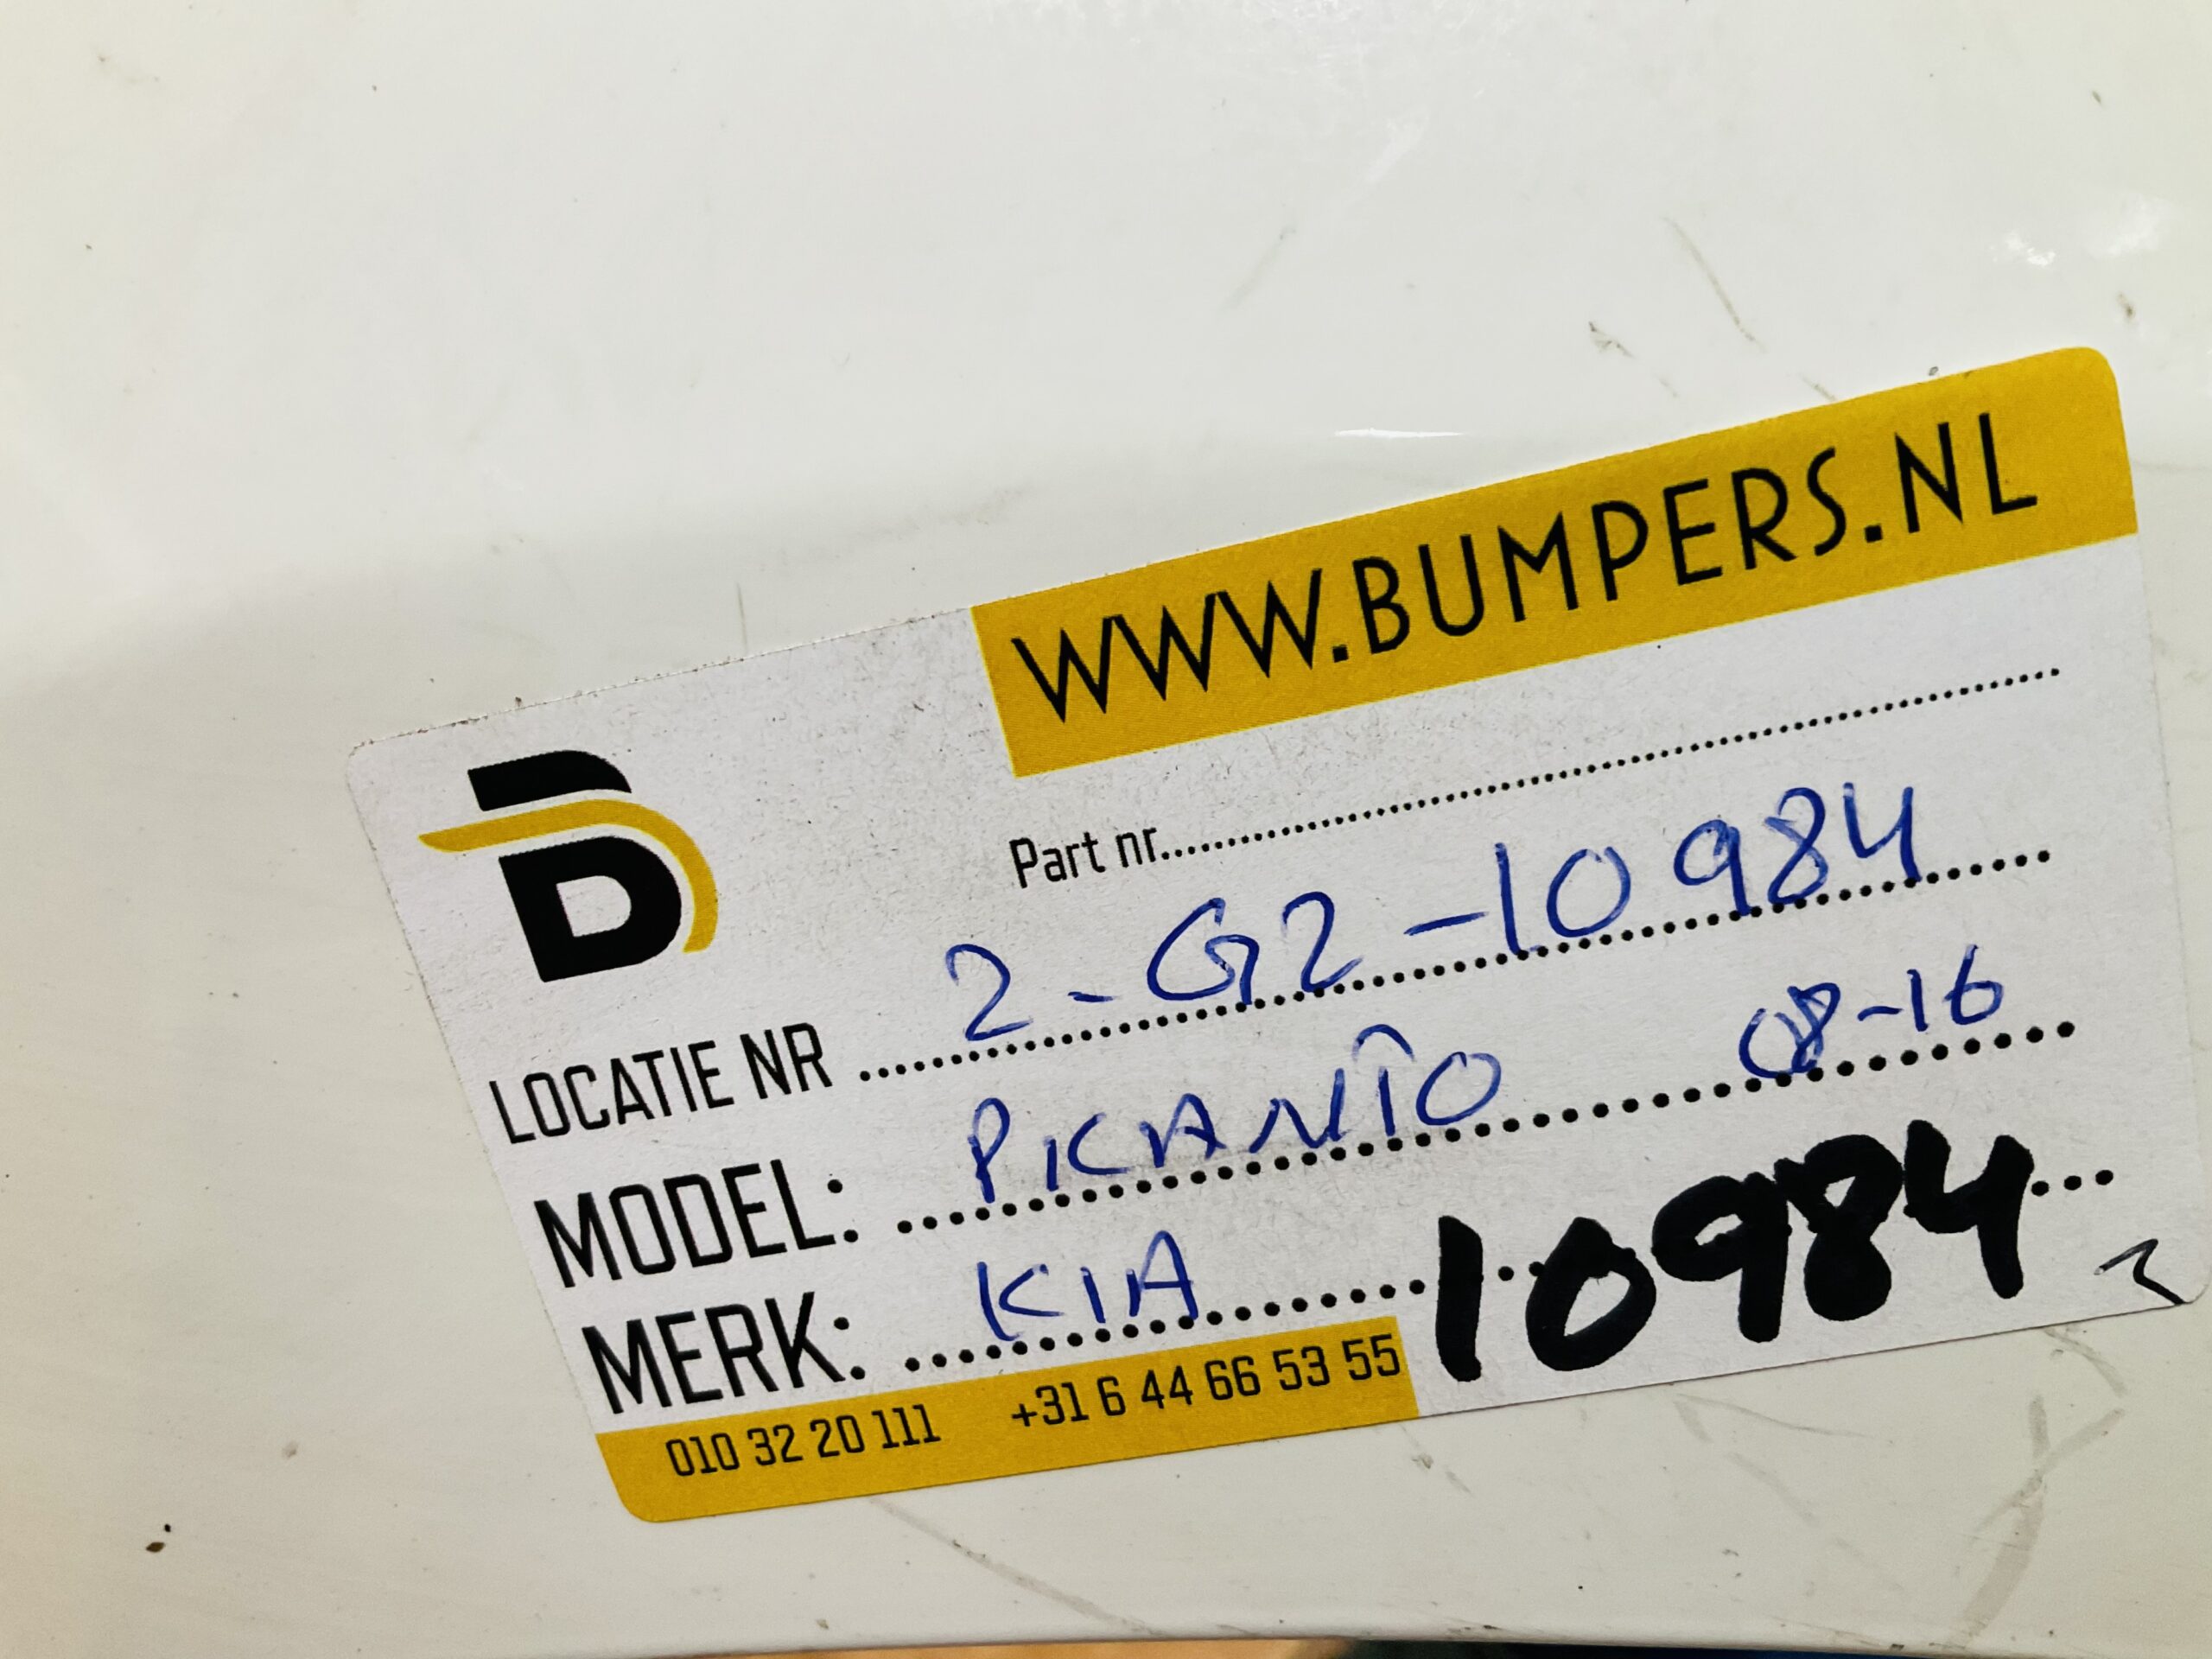 WWW.BUMPERS.NL
B
Part nr.....................
LOCATIE NR ..... 2-G2-10984
MODEL: ..... PICANTO 08-16
MERK: ..... KIA ..... 10984
010 32 20 111 +31 6 44 66 53 55